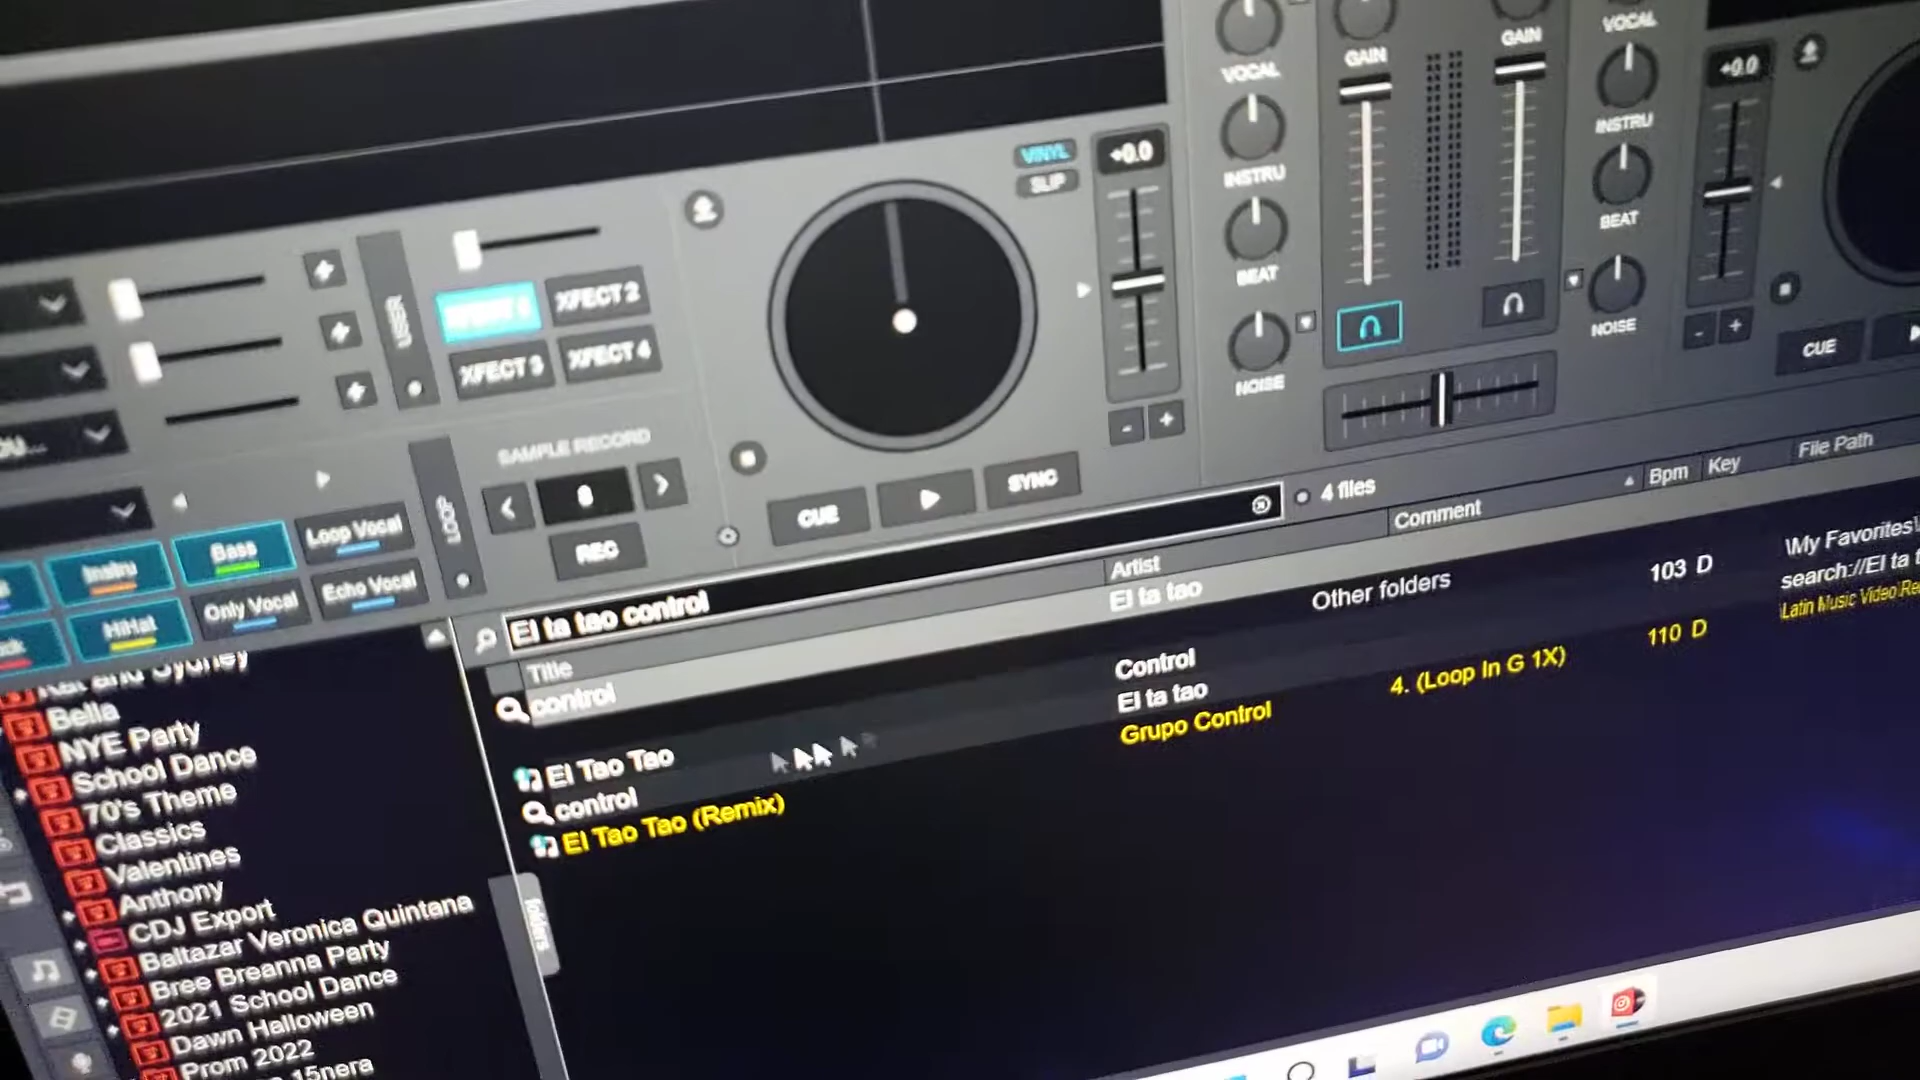 VOCAL
GAIN
GAIN
VOCAL
+0.0
INSTRU
BEAT
NOISE
VINYL
SLIP
+0.0
INSTRU
BEAT
NOISE
- +
CUE
XFECT 2
XFECT 3 XFECT 4
SAMPLE RECORD
8
REC
CUE
SYNC
- +
LOOP
Instru
Bass
Loop Vocal
HiHat
Only Vocal
Echo Vocal
El ta tao control
4 files
Title
Artist
Comment
Bpm
Key
File Path
control
El ta tao
Other folders
103 D
\My Favorites\
Control
search://El ta t
El Tao Tao
El ta tao
4. (Loop In G 1X)
110 D
Latin Music Video\Re
control
Grupo Control
El Tao Tao (Remix)
folders
Kat and Sydney
Bella
NYE Party
School Dance
70's Theme
Classics
Valentines
Anthony
CDJ Export
Baltazar Veronica Quintana
Bree Breanna Party
2021 School Dance
Dawn Halloween
Prom 2022
15nera